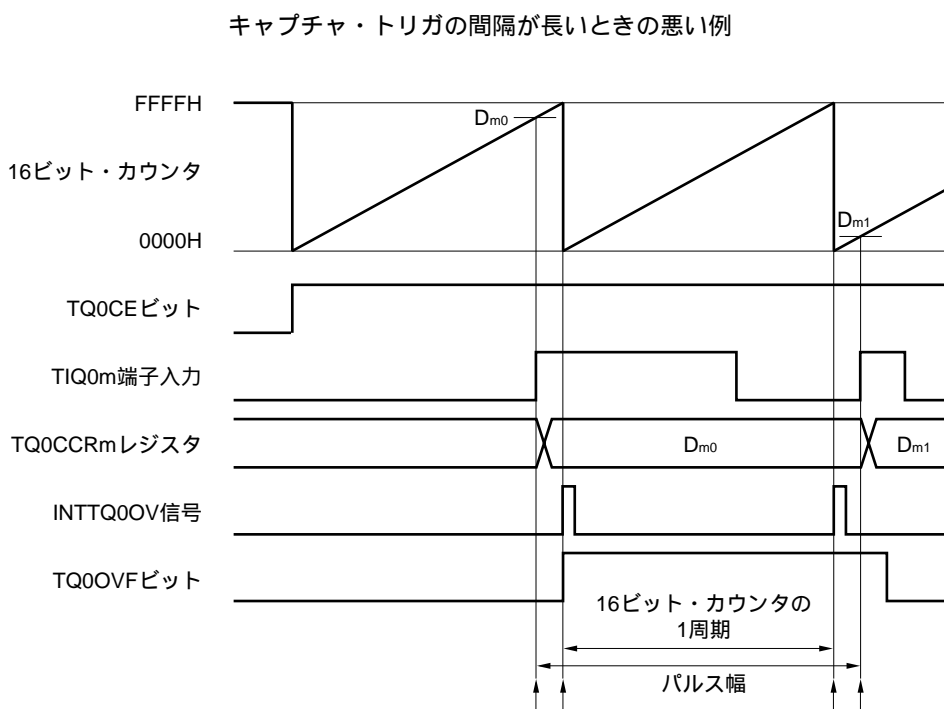 キャプチャ・トリガの間隔が長いときの悪い例
FFFFH
Dm0
16ビット・カウンタ
Dm1
0000H
TQ0CEビット
TIQ0m端子入力
TQ0CCRmレジスタ
Dm0
Dm1
INTTQ0OV信号
TQ0OVFビット
16ビット・カウンタの
1周期
パルス幅